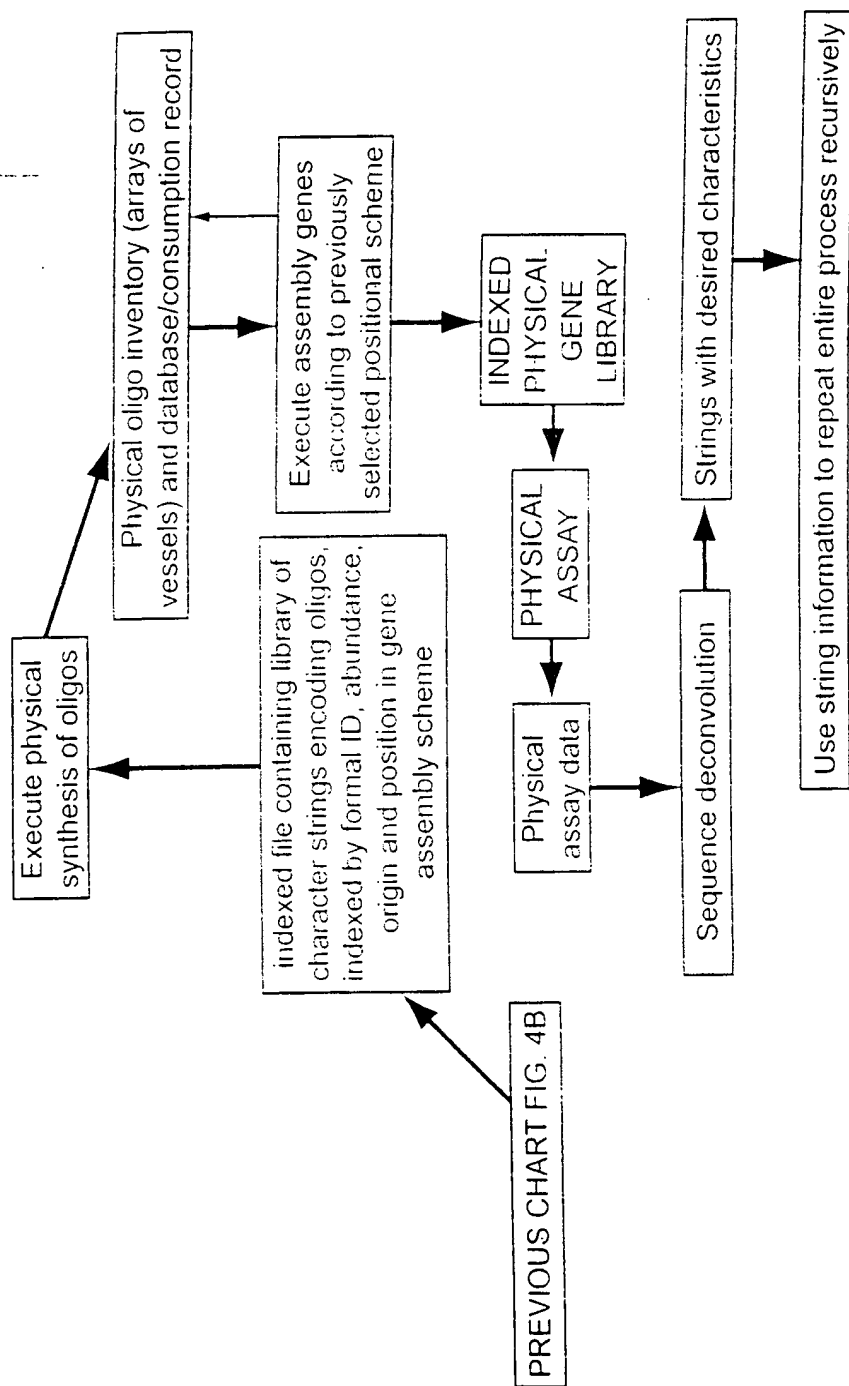 Execute physical
synthesis of oligos
Physical oligo inventory (arrays of
vessels) and database/consumption record
indexed file containing library of
character strings encoding oligos,
indexed by formal ID, abundance,
origin and position in gene
assembly scheme
Execute assembly genes
according to previously
selected positional scheme
PREVIOUS CHART FIG. 4B
INDEXED
PHYSICAL
GENE
LIBRARY
PHYSICAL
ASSAY
Physical
assay data
Sequence deconvolution
Strings with desired characteristics
Use string information to repeat entire process recursively